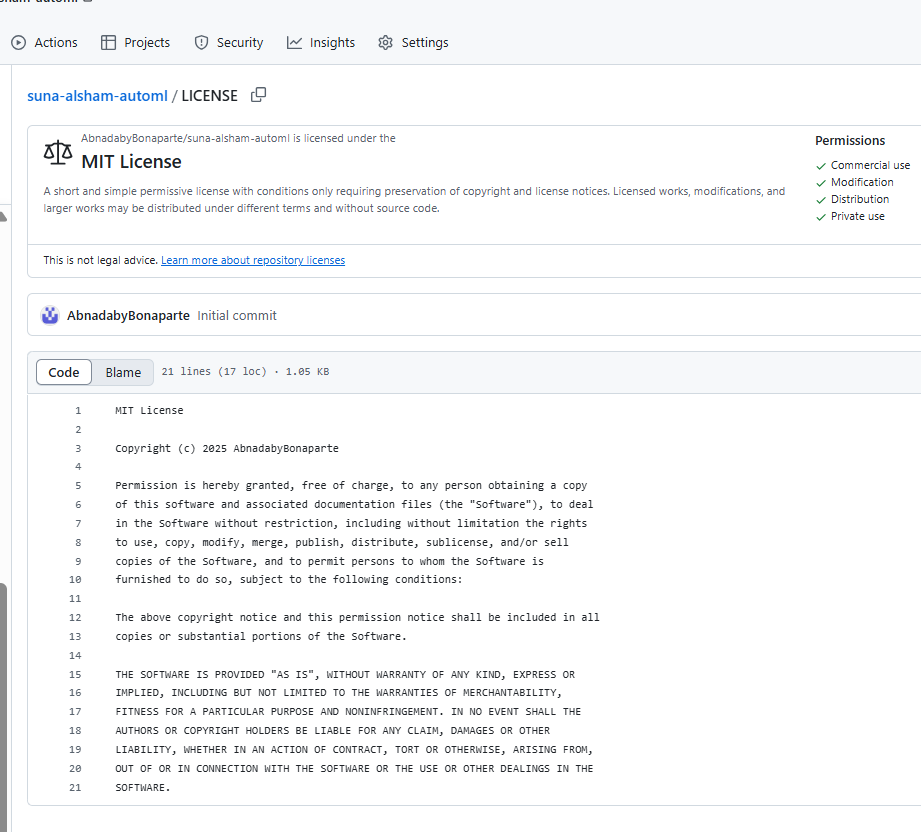 Actions Projects Security Insights Settings
suna-alsham-automl / LICENSE
AbnadabyBonaparte/suna-alsham-automl is licensed under the
MIT License
A short and simple permissive license with conditions only requiring preservation of copyright and license notices. Licensed works, modifications, and
larger works may be distributed under different terms and without source code.
Permissions
Commercial use
Modification
Distribution
Private use
This is not legal advice. Learn more about repository licenses
AbnadabyBonaparte Initial commit
Code Blame 21 lines (17 loc) · 1.05 KB
1 MIT License
2
3 Copyright (c) 2025 AbnadabyBonaparte
4
5 Permission is hereby granted, free of charge, to any person obtaining a copy
6 of this software and associated documentation files (the "Software"), to deal
7 in the Software without restriction, including without limitation the rights
8 to use, copy, modify, merge, publish, distribute, sublicense, and/or sell
9 copies of the Software, and to permit persons to whom the Software is
10 furnished to do so, subject to the following conditions:
11
12 The above copyright notice and this permission notice shall be included in all
13 copies or substantial portions of the Software.
14
15 THE SOFTWARE IS PROVIDED "AS IS", WITHOUT WARRANTY OF ANY KIND, EXPRESS OR
16 IMPLIED, INCLUDING BUT NOT LIMITED TO THE WARRANTIES OF MERCHANTABILITY,
17 FITNESS FOR A PARTICULAR PURPOSE AND NONINFRINGEMENT. IN NO EVENT SHALL THE
18 AUTHORS OR COPYRIGHT HOLDERS BE LIABLE FOR ANY CLAIM, DAMAGES OR OTHER
19 LIABILITY, WHETHER IN AN ACTION OF CONTRACT, TORT OR OTHERWISE, ARISING FROM,
20 OUT OF OR IN CONNECTION WITH THE SOFTWARE OR THE USE OR OTHER DEALINGS IN THE
21 SOFTWARE.